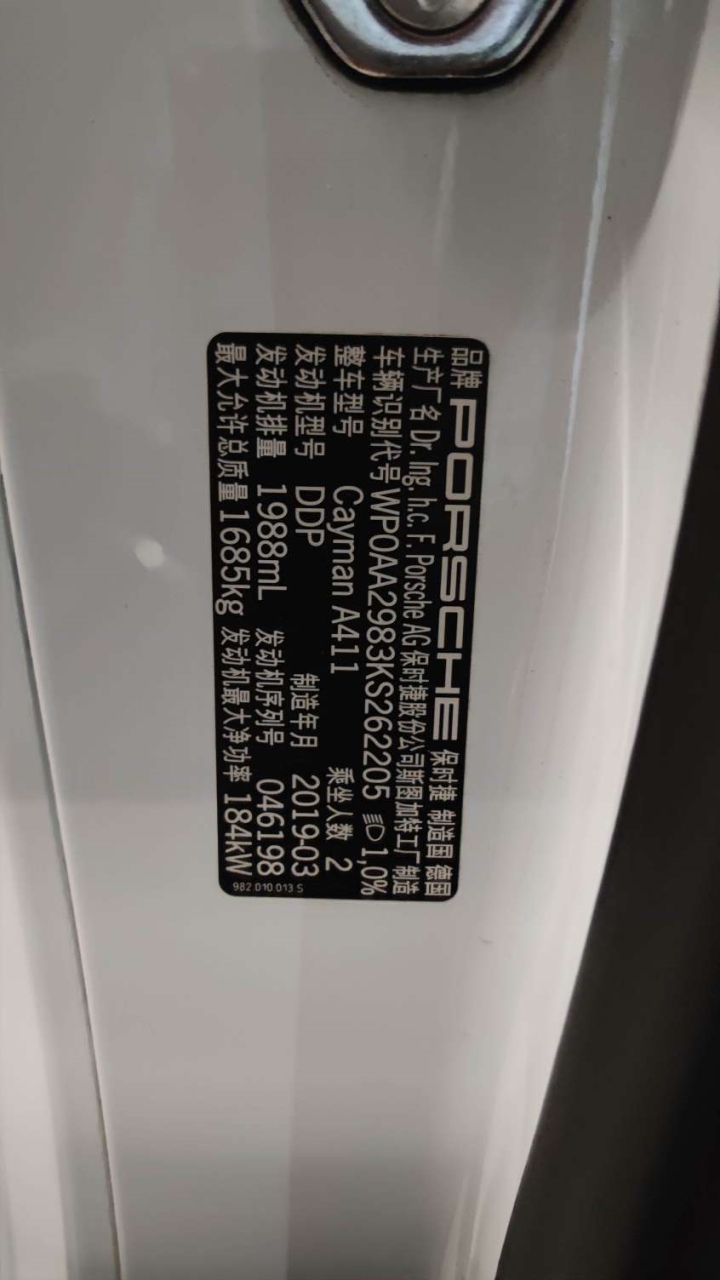 品牌 PORSCHE 保时捷 制造国 德国
生产厂名 Dr. Ing. h.c. F. Porsche AG 保时捷股份公司斯图加特工厂 制造
车辆识别代号 WP0AA2983KS262205 1,0%
整车型号 Cayman A411 乘坐人数 2
发动机型号 DDP 制造年月 2019-03
发动机排量 1988mL 发动机序列号 046198
最大允许总质量 1685kg 发动机最大净功率 184kW
982 010 013 S